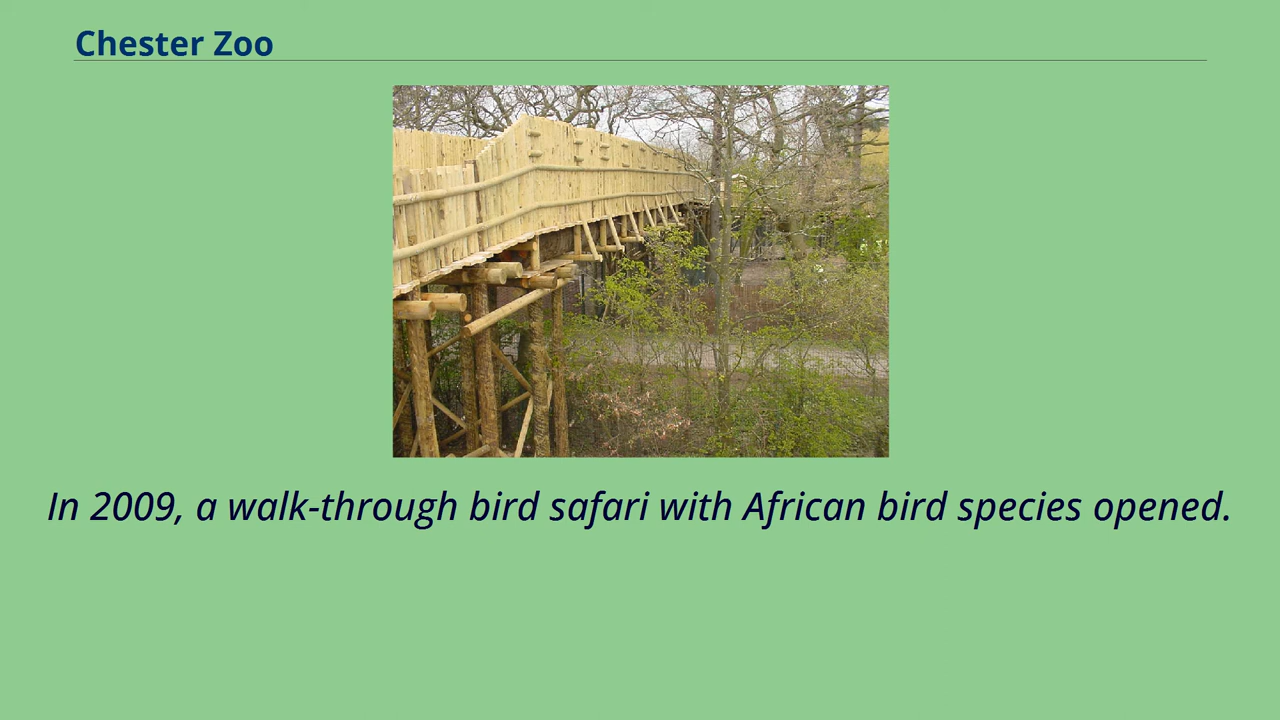 Chester Zoo
In 2009, a walk-through bird safari with African bird species opened.